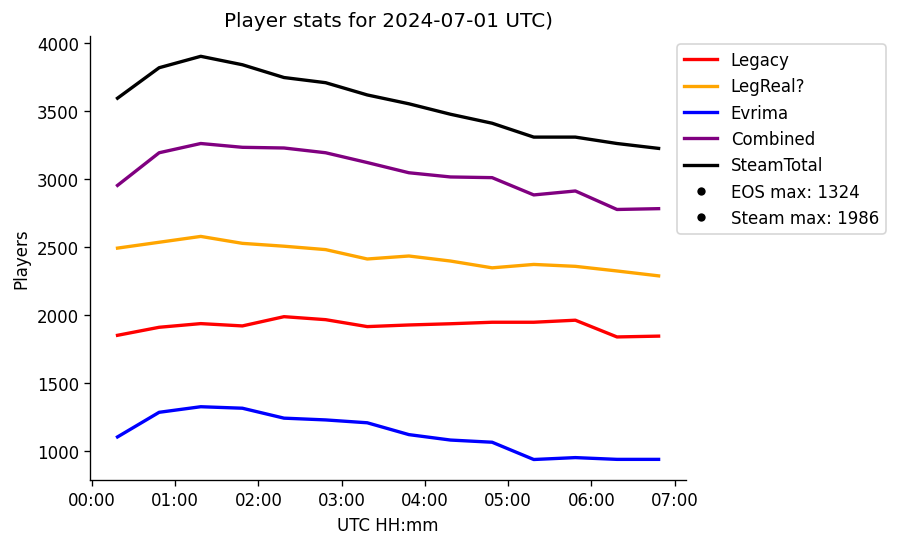 Player stats for 2024-07-01 UTC)
4000
3500
3000
2500
2000
1500
1000
Players
00:00 01:00 02:00 03:00 04:00 05:00 06:00 07:00
UTC HH:mm
Legacy
LegReal?
Evrima
Combined
SteamTotal
EOS max: 1324
Steam max: 1986